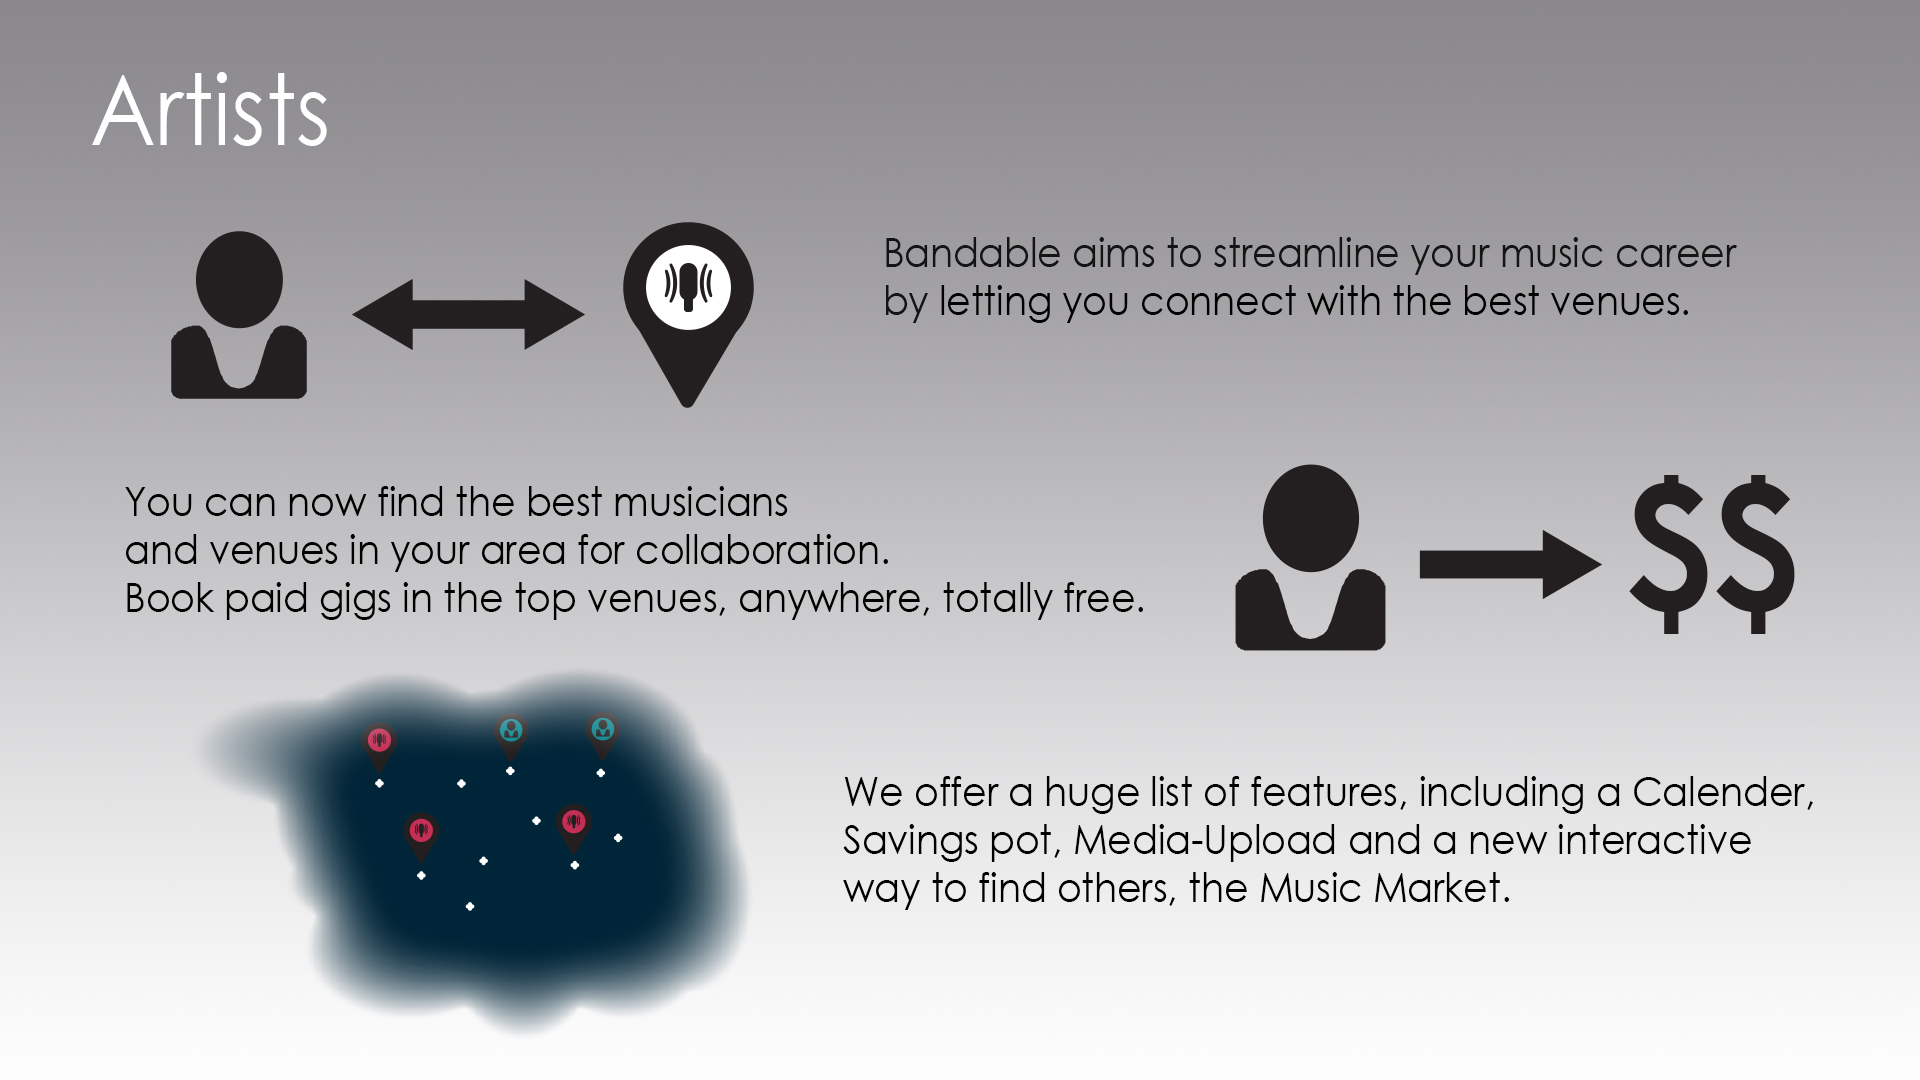 Artists
Bandable aims to streamline your music career
by letting you connect with the best venues.
You can now find the best musicians
and venues in your area for collaboration.
Book paid gigs in the top venues, anywhere, totally free.
$$
We offer a huge list of features, including a Calender,
Savings pot, Media-Upload and a new interactive
way to find others, the Music Market.